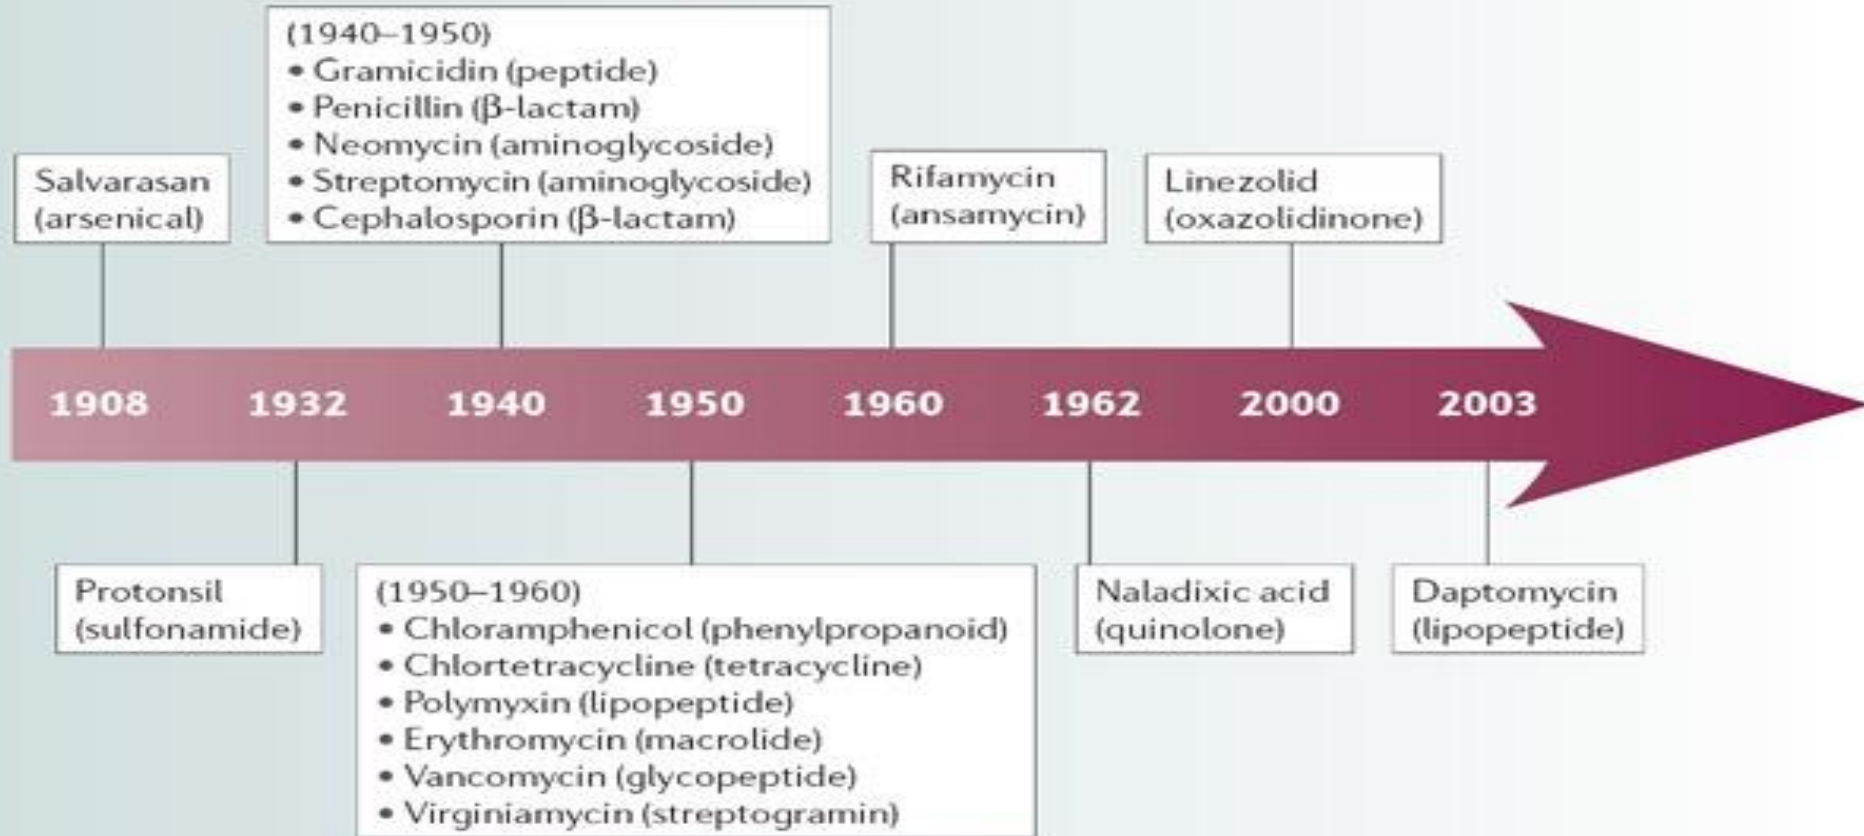 (1940–1950)
• Gramicidin (peptide)
• Penicillin (β-lactam)
• Neomycin (aminoglycoside)
• Streptomycin (aminoglycoside)
• Cephalosporin (β-lactam)
Salvarasan
(arsenical)
Rifamycin
(ansamycin)
Linezolid
(oxazolidinone)
1908 1932 1940 1950 1960 1962 2000 2003
Protonsil
(sulfonamide)
(1950–1960)
• Chloramphenicol (phenylpropanoid)
• Chlortetracycline (tetracycline)
• Polymyxin (lipopeptide)
• Erythromycin (macrolide)
• Vancomycin (glycopeptide)
• Virginiamycin (streptogramin)
Naladixic acid
(quinolone)
Daptomycin
(lipopeptide)